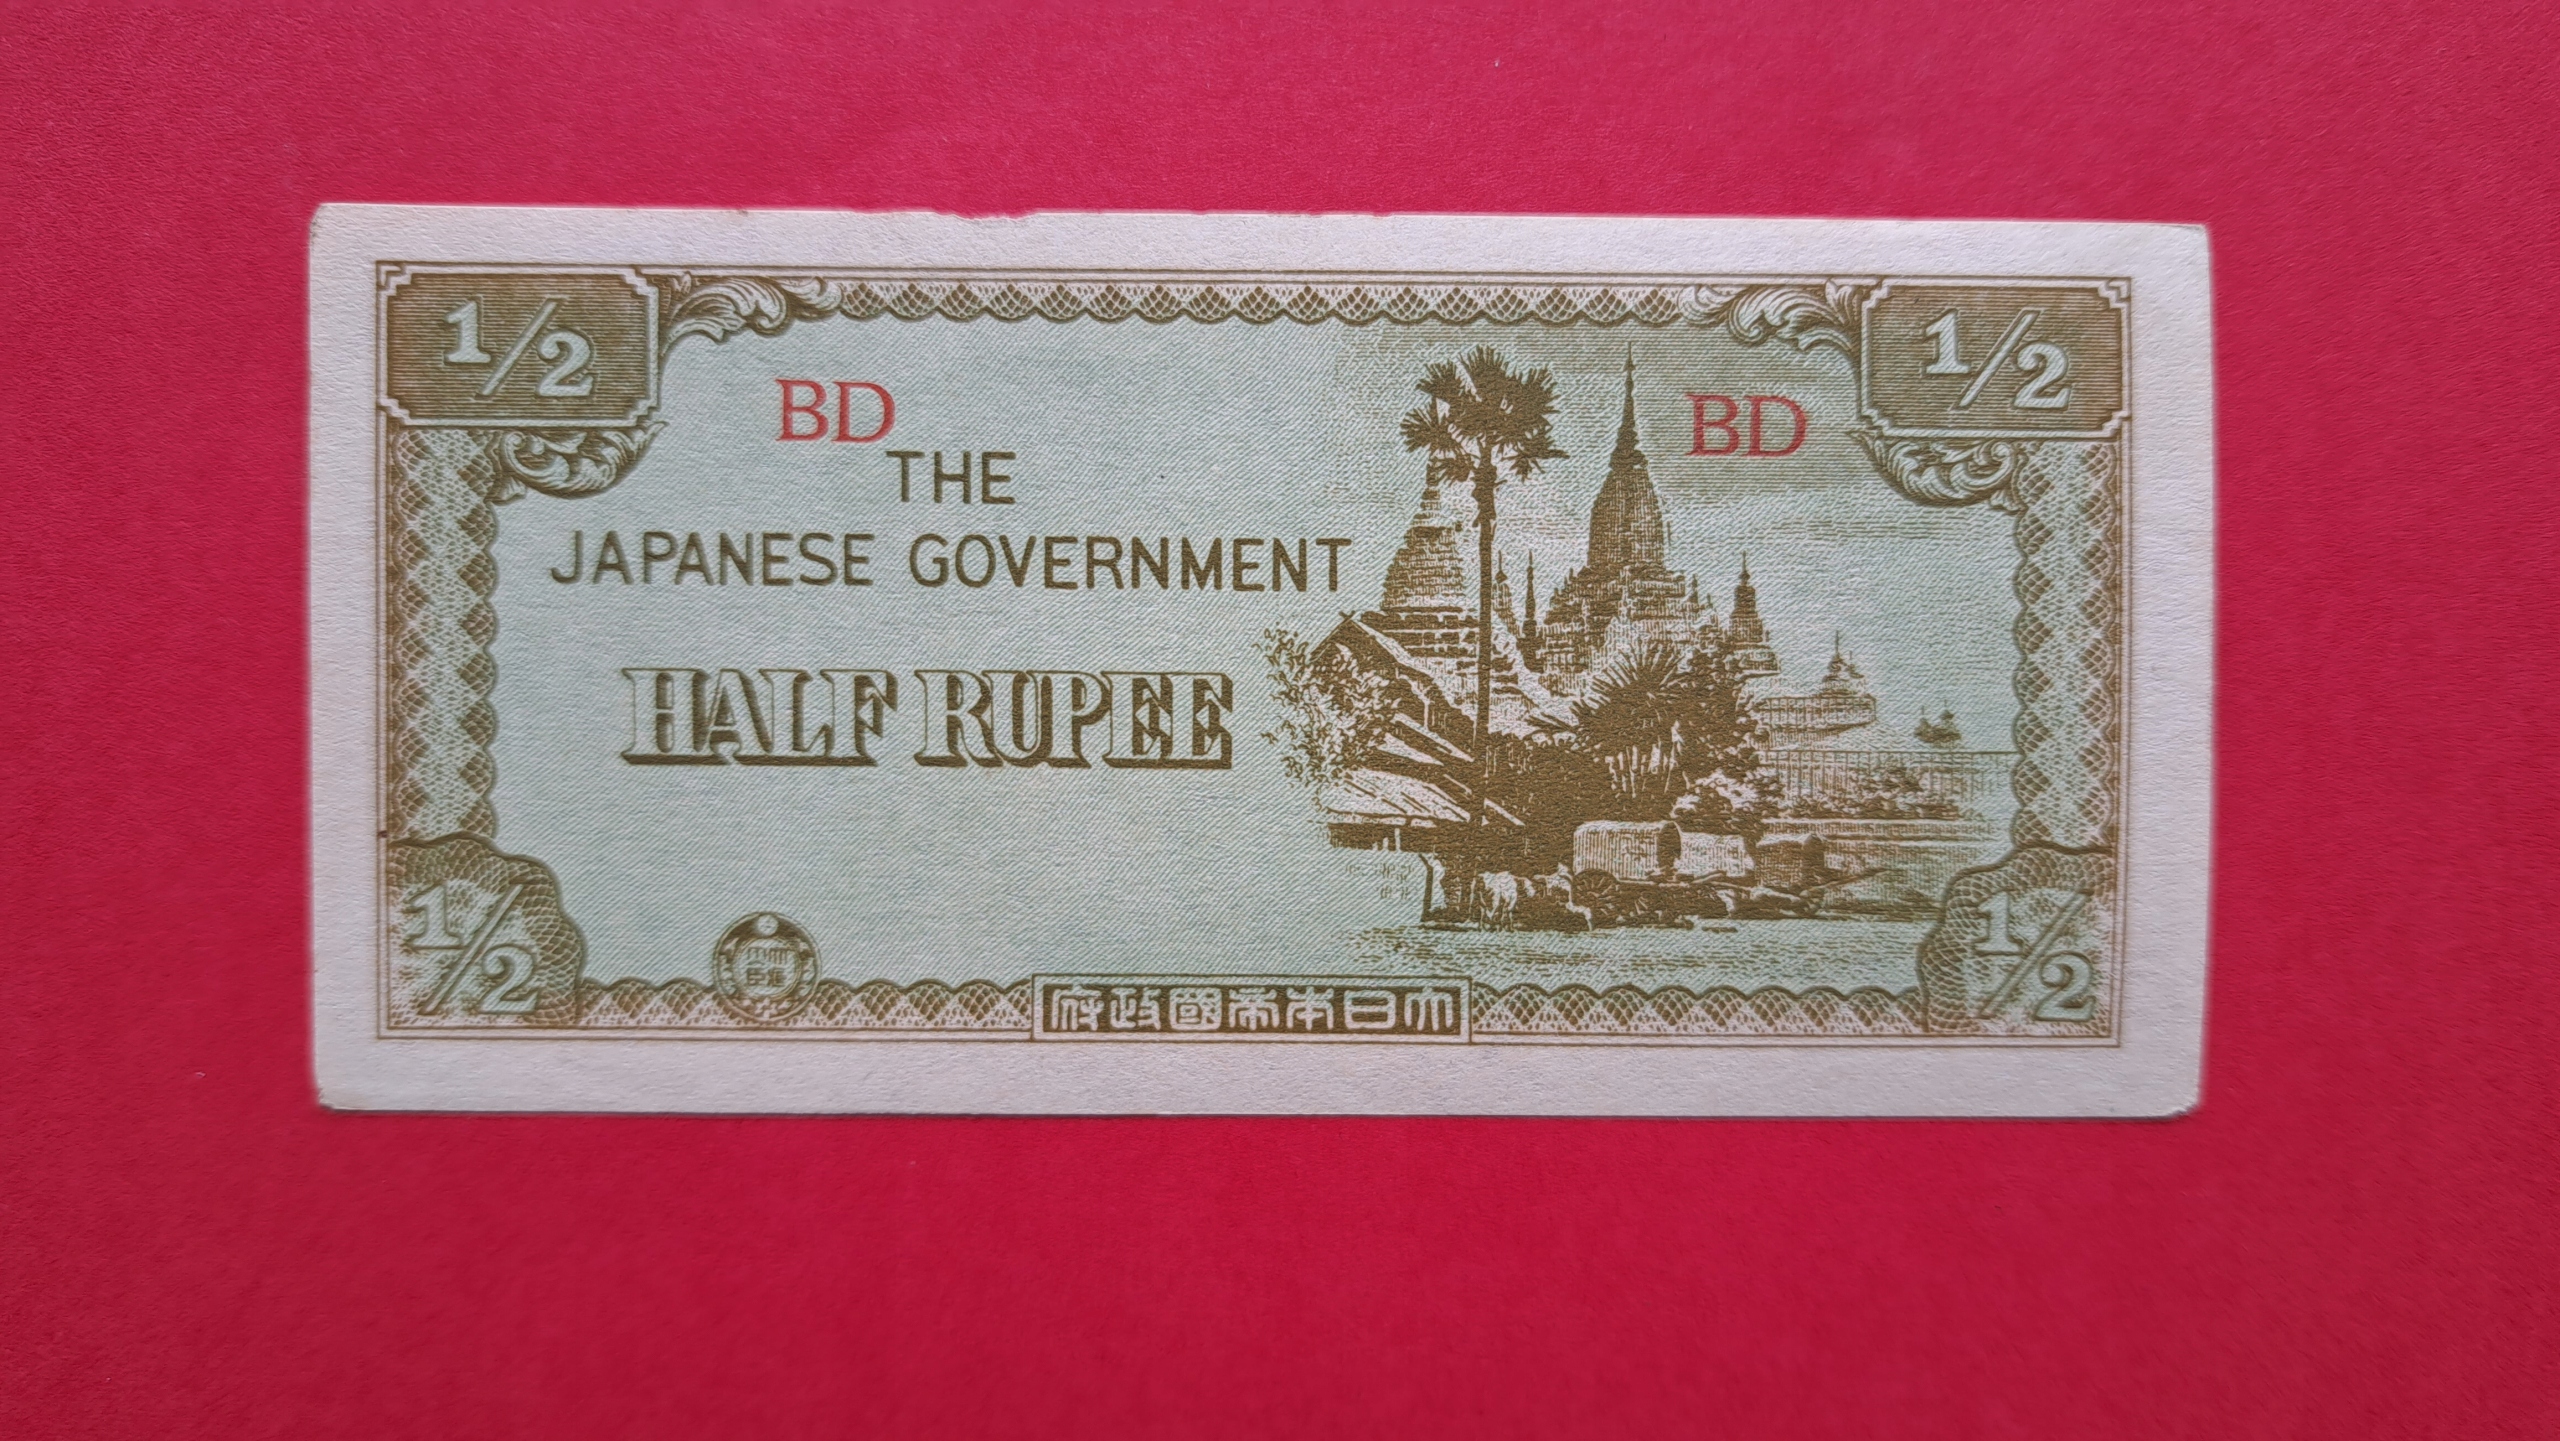 1/2
1/2
BD
BD
THE
JAPANESE GOVERNMENT
HALF RUPEE
1/2
1/2
府政國帝本日大